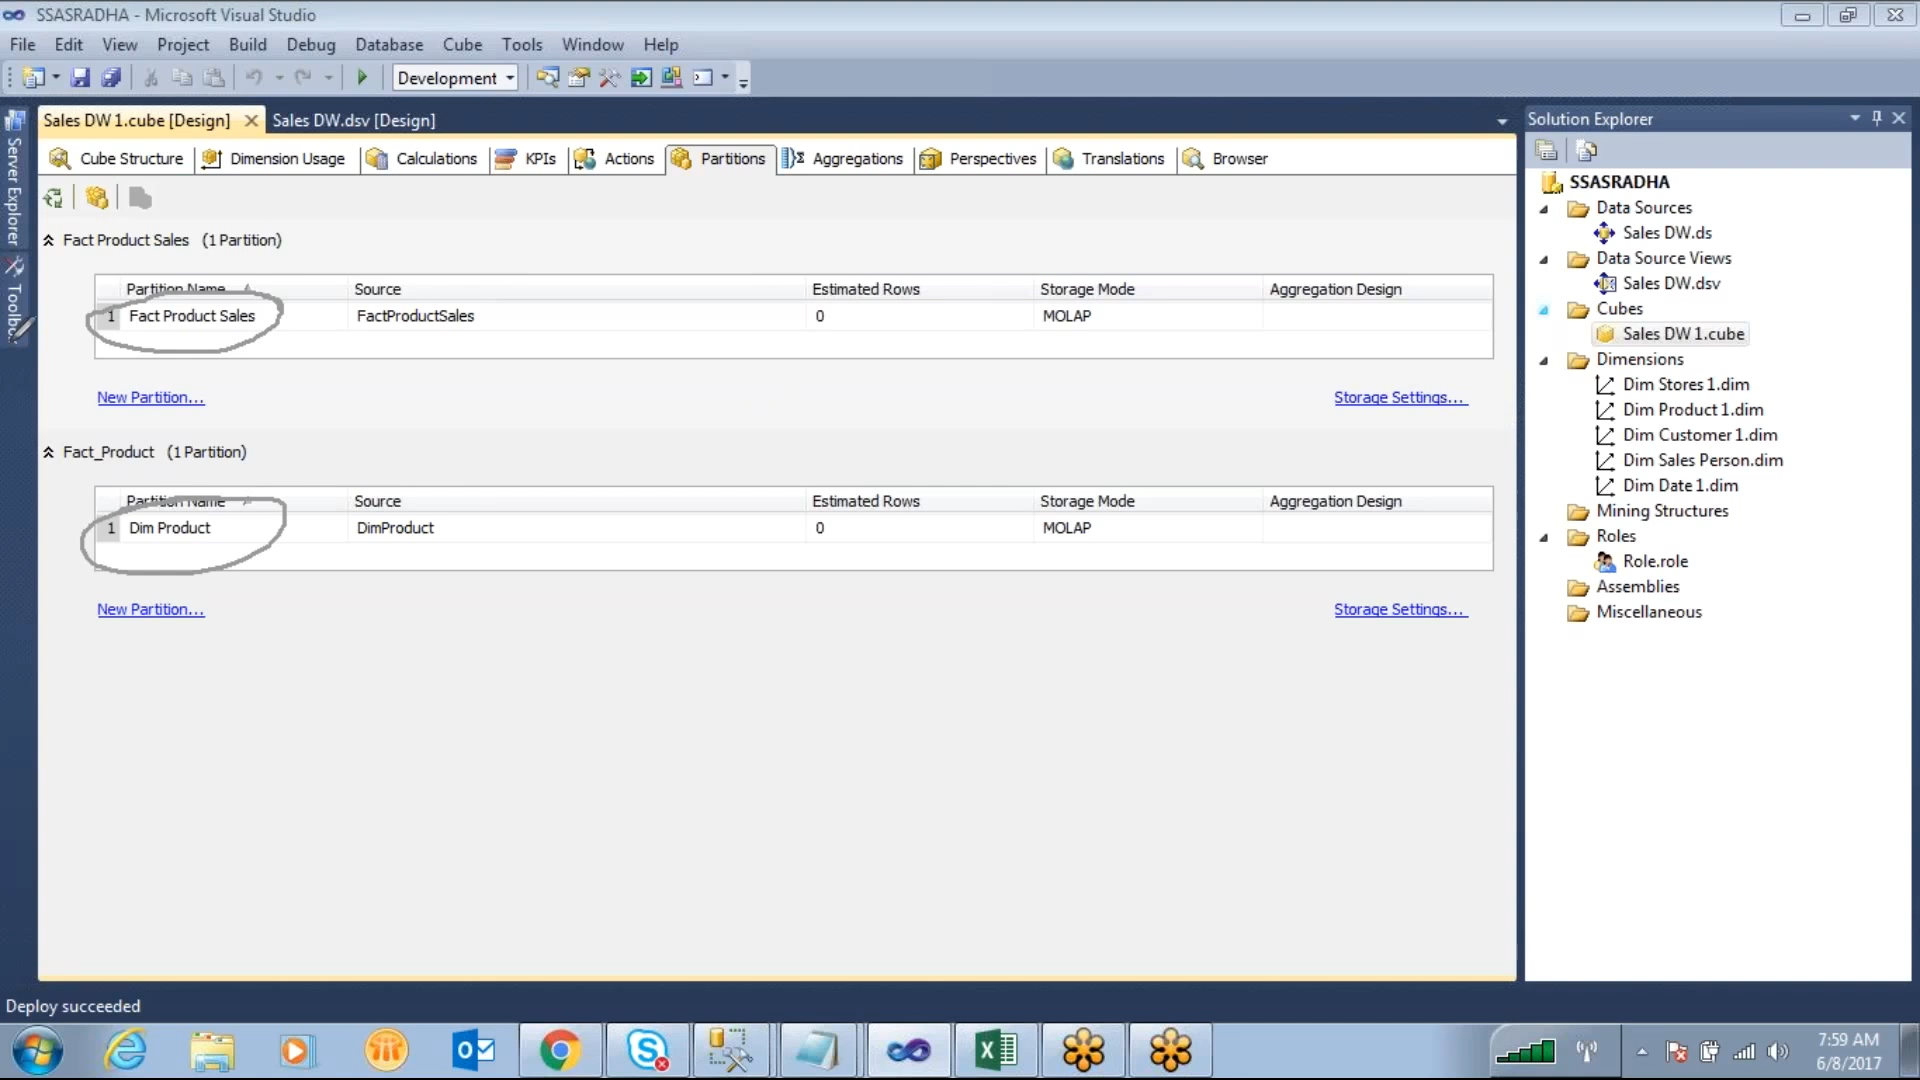 SSASRADHA - Microsoft Visual Studio
File Edit View Project Build Debug Database Cube Tools Window Help
Development
Server Explorer
Toolbox
Sales DW 1.cube [Design] Sales DW.dsv [Design]
Cube Structure Dimension Usage Calculations KPIs Actions Partitions Aggregations Perspectives Translations Browser
Fact Product Sales (1 Partition)
Partition Name Source Estimated Rows Storage Mode Aggregation Design
1 Fact Product Sales FactProductSales 0 MOLAP
New Partition... Storage Settings...
Fact_Product (1 Partition)
Partition Name Source Estimated Rows Storage Mode Aggregation Design
1 Dim Product DimProduct 0 MOLAP
New Partition... Storage Settings...
Solution Explorer
SSASRADHA
Data Sources
Sales DW.ds
Data Source Views
Sales DW.dsv
Cubes
Sales DW 1.cube
Dimensions
Dim Stores 1.dim
Dim Product 1.dim
Dim Customer 1.dim
Dim Sales Person.dim
Dim Date 1.dim
Mining Structures
Roles
Role.role
Assemblies
Miscellaneous
Deploy succeeded
7:59 AM
6/8/2017